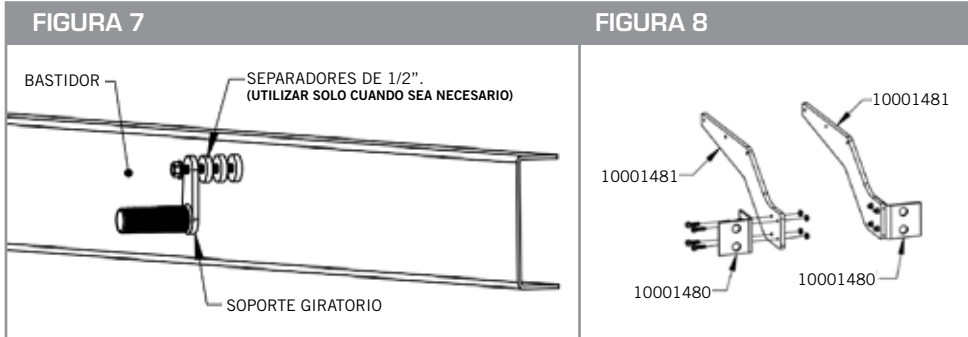 FIGURA 7
BASTIDOR
SEPARADORES DE 1/2”.
(UTILIZAR SOLO CUANDO SEA NECESARIO)
SOPORTE GIRATORIO
FIGURA 8
10001481
10001481
10001480
10001480